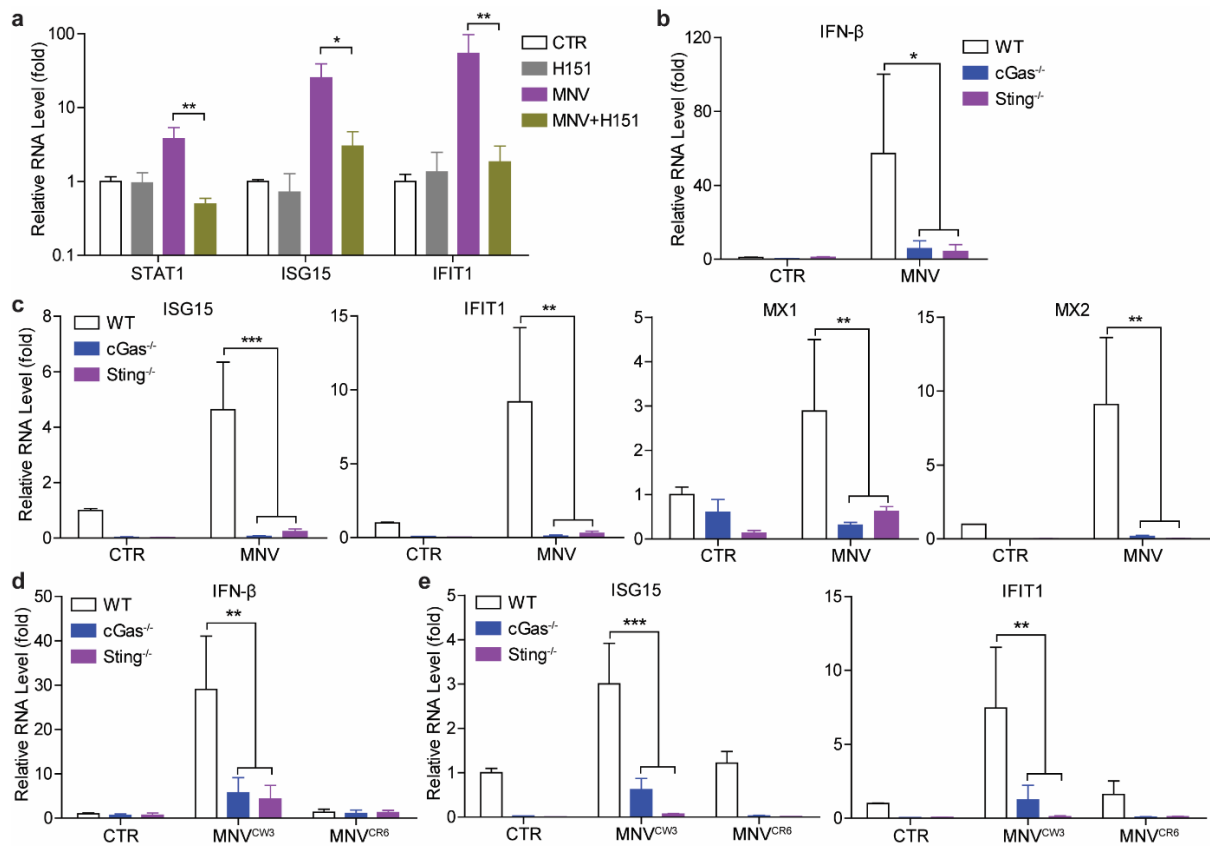 a
Relative RNA Level (fold)
100
10
1
0.1
** * **
CTR
H151
MNV
MNV+H151
STAT1 ISG15 IFIT1
b
IFN-β
Relative RNA Level (fold)
120
80
40
0
*
WT
cGas-/-
Sting-/-
CTR MNV
c
ISG15
Relative RNA Level (fold)
8
6
4
2
0
WT
cGas-/-
Sting-/-
***
CTR MNV
IFIT1
15
10
5
0
**
CTR MNV
MX1
5
4
3
2
1
0
**
CTR MNV
MX2
15
10
5
0
**
CTR MNV
d
IFN-β
Relative RNA Level (fold)
50
40
30
20
10
0
WT
cGas-/-
Sting-/-
**
CTR MNVCW3 MNVCR6
e
ISG15
Relative RNA Level (fold)
5
4
3
2
1
0
WT
cGas-/-
Sting-/-
***
CTR MNVCW3 MNVCR6
IFIT1
15
10
5
0
**
CTR MNVCW3 MNVCR6